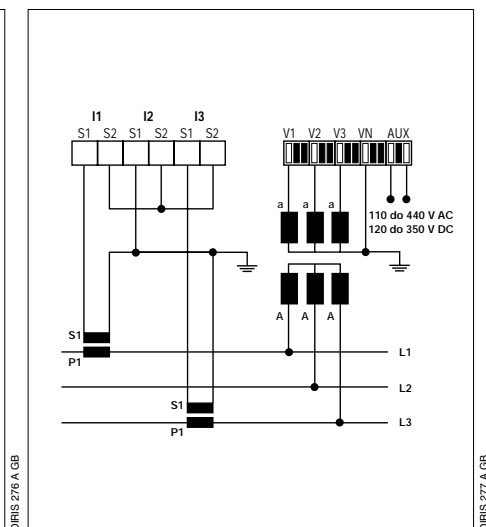 I1 I2 I3
S1 S2 S1 S2 S1 S2
V1 V2 V3 VN AUX
a a a
110 do 440 V AC
120 do 350 V DC
A A A
S1
P1
L1
L2
S1
P1
L3
DIRIS 276 A GB
DIRIS 277 A GB